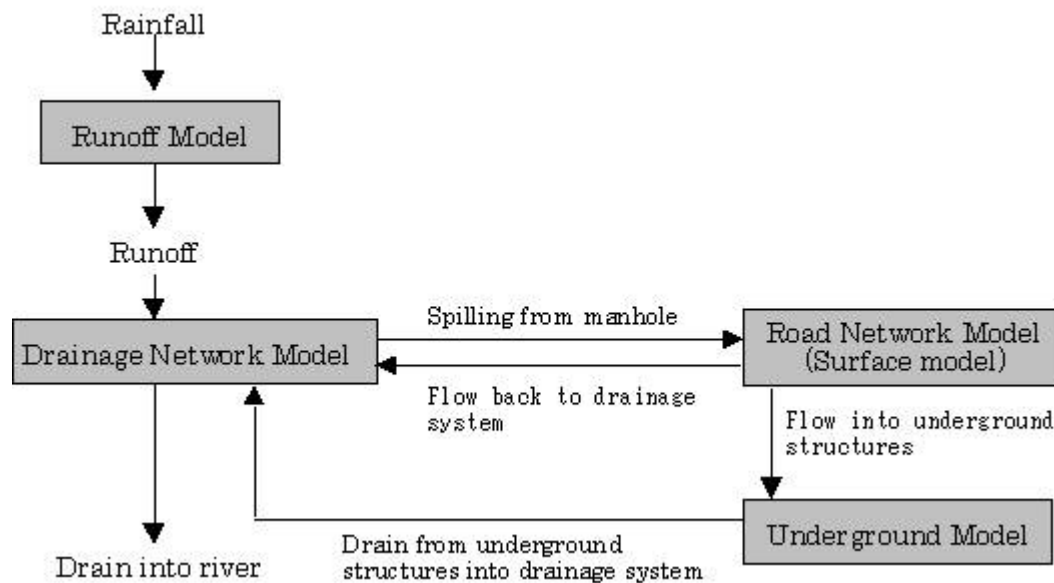 Rainfall
Runoff Model
Runoff
Drainage Network Model
Spilling from manhole
Road Network Model
(Surface model)
Flow back to drainage
system
Flow into underground
structures
Underground Model
Drain from underground
structures into drainage system
Drain into river